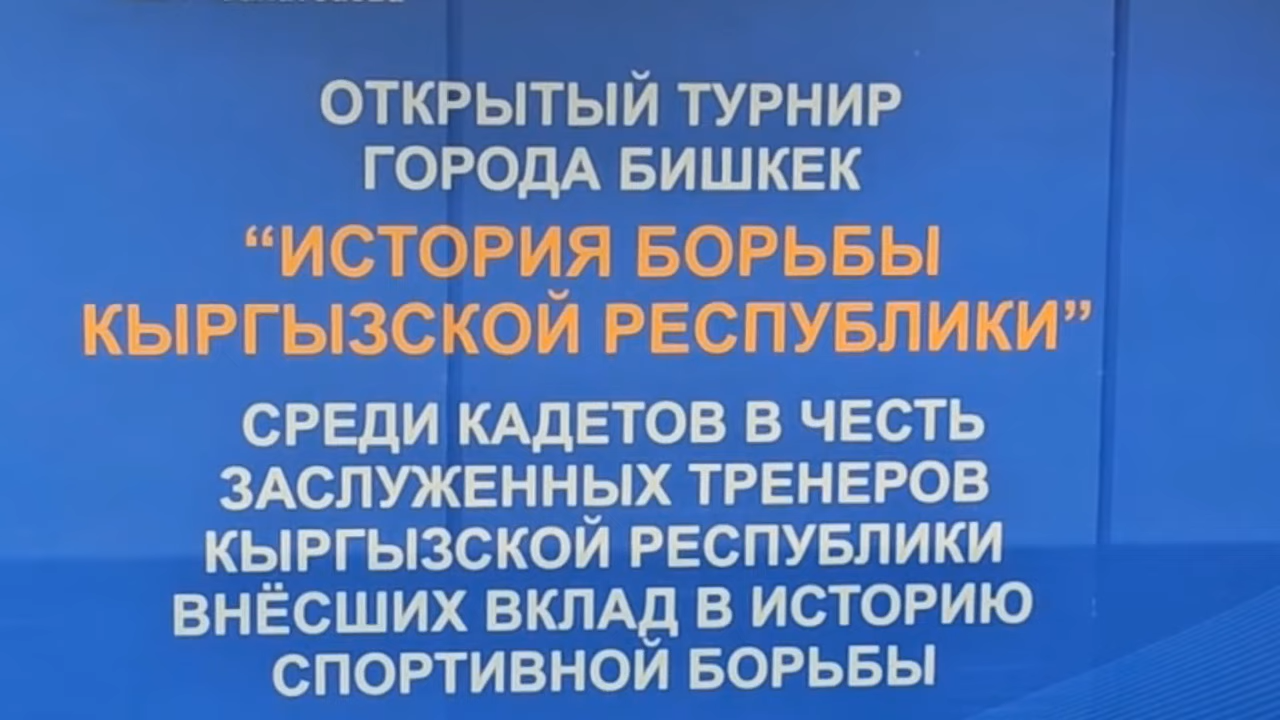 ОТКРЫТЫЙ ТУРНИР
ГОРОДА БИШКЕК
“ИСТОРИЯ БОРЬБЫ
КЫРГЫЗСКОЙ РЕСПУБЛИКИ”
СРЕДИ КАДЕТОВ В ЧЕСТЬ
ЗАСЛУЖЕННЫХ ТРЕНЕРОВ
КЫРГЫЗСКОЙ РЕСПУБЛИКИ
ВНЁСШИХ ВКЛАД В ИСТОРИЮ
СПОРТИВНОЙ БОРЬБЫ